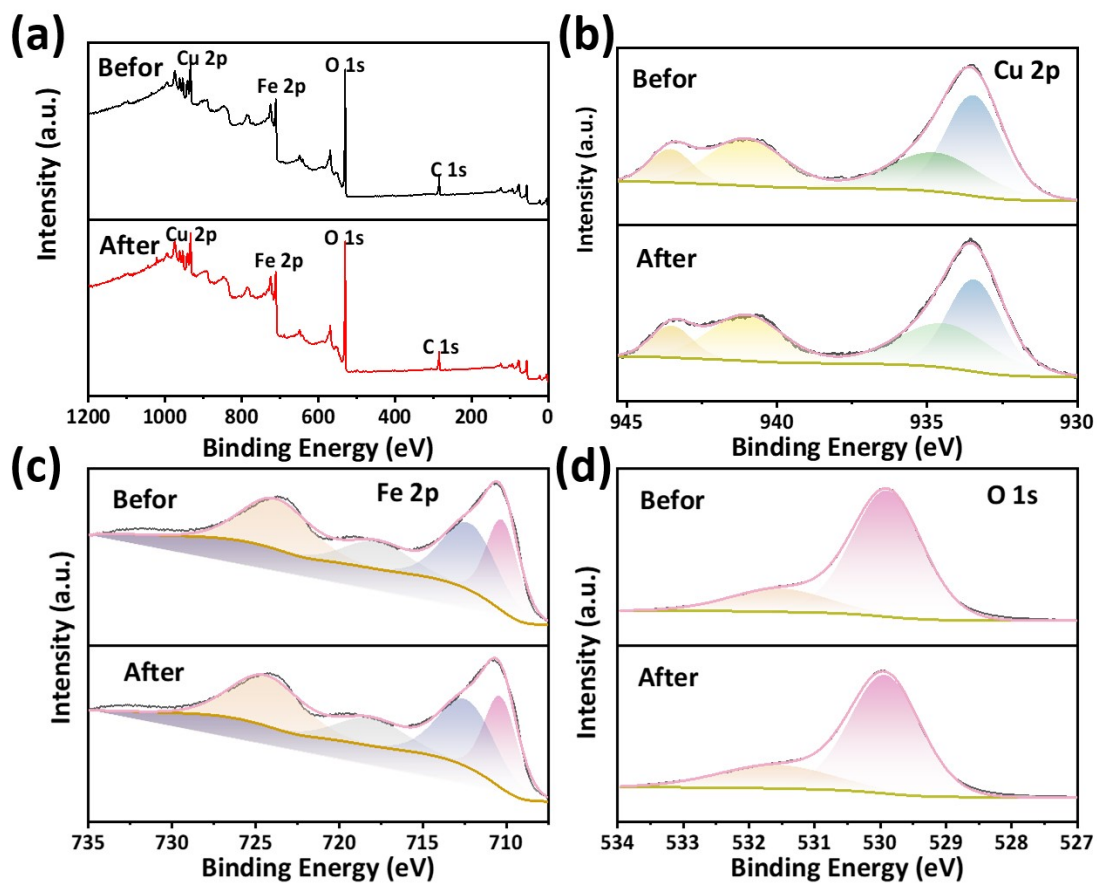 (a)
Befor
Cu 2p
Fe 2p
O 1s
C 1s
After
Cu 2p
Fe 2p
O 1s
C 1s
Intensity (a.u.)
1200 1000 800 600 400 200 0
Binding Energy (eV)
(b)
Befor
Cu 2p
After
Intensity (a.u.)
945 940 935 930
Binding Energy (eV)
(c)
Befor
Fe 2p
After
Intensity (a.u.)
735 730 725 720 715 710
Binding Energy (eV)
(d)
Befor
O 1s
After
Intensity (a.u.)
534 533 532 531 530 529 528 527
Binding Energy (eV)